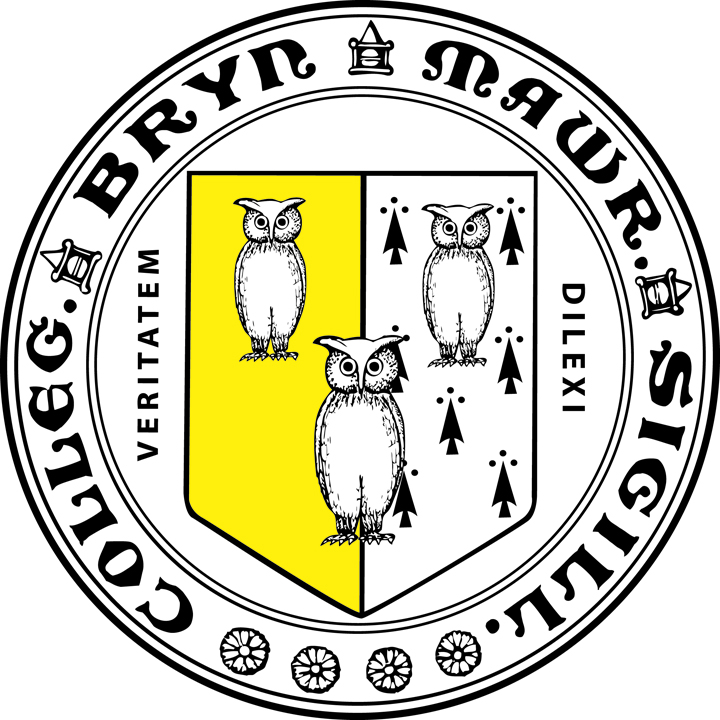 COLLEG. BRYN MAWR. SIGILL.
VERITATEM
DILEXI